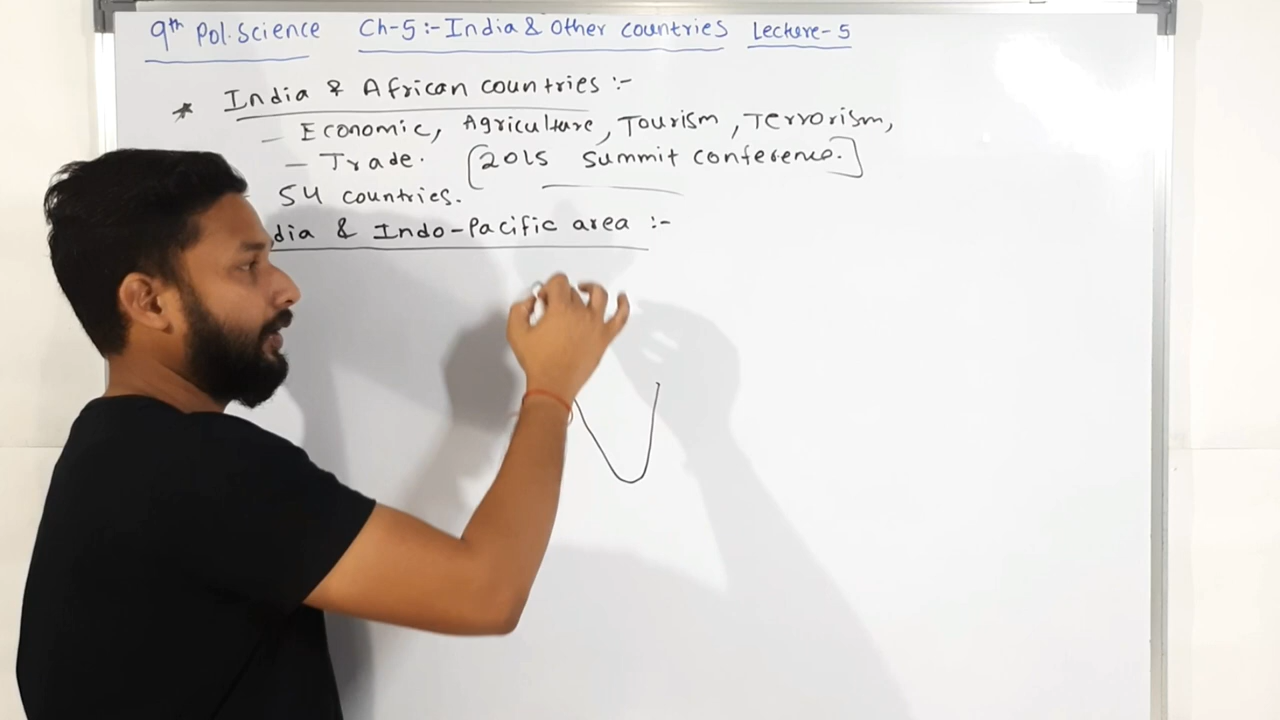 9th Pol. Science Ch-5:- India & Other countries Lecture-5
* India & African countries :-
- Economic, Agriculture, Tourism, Terrorism,
- Trade. [2015 Summit conference.]
54 countries.
dia & Indo-Pacific area :-